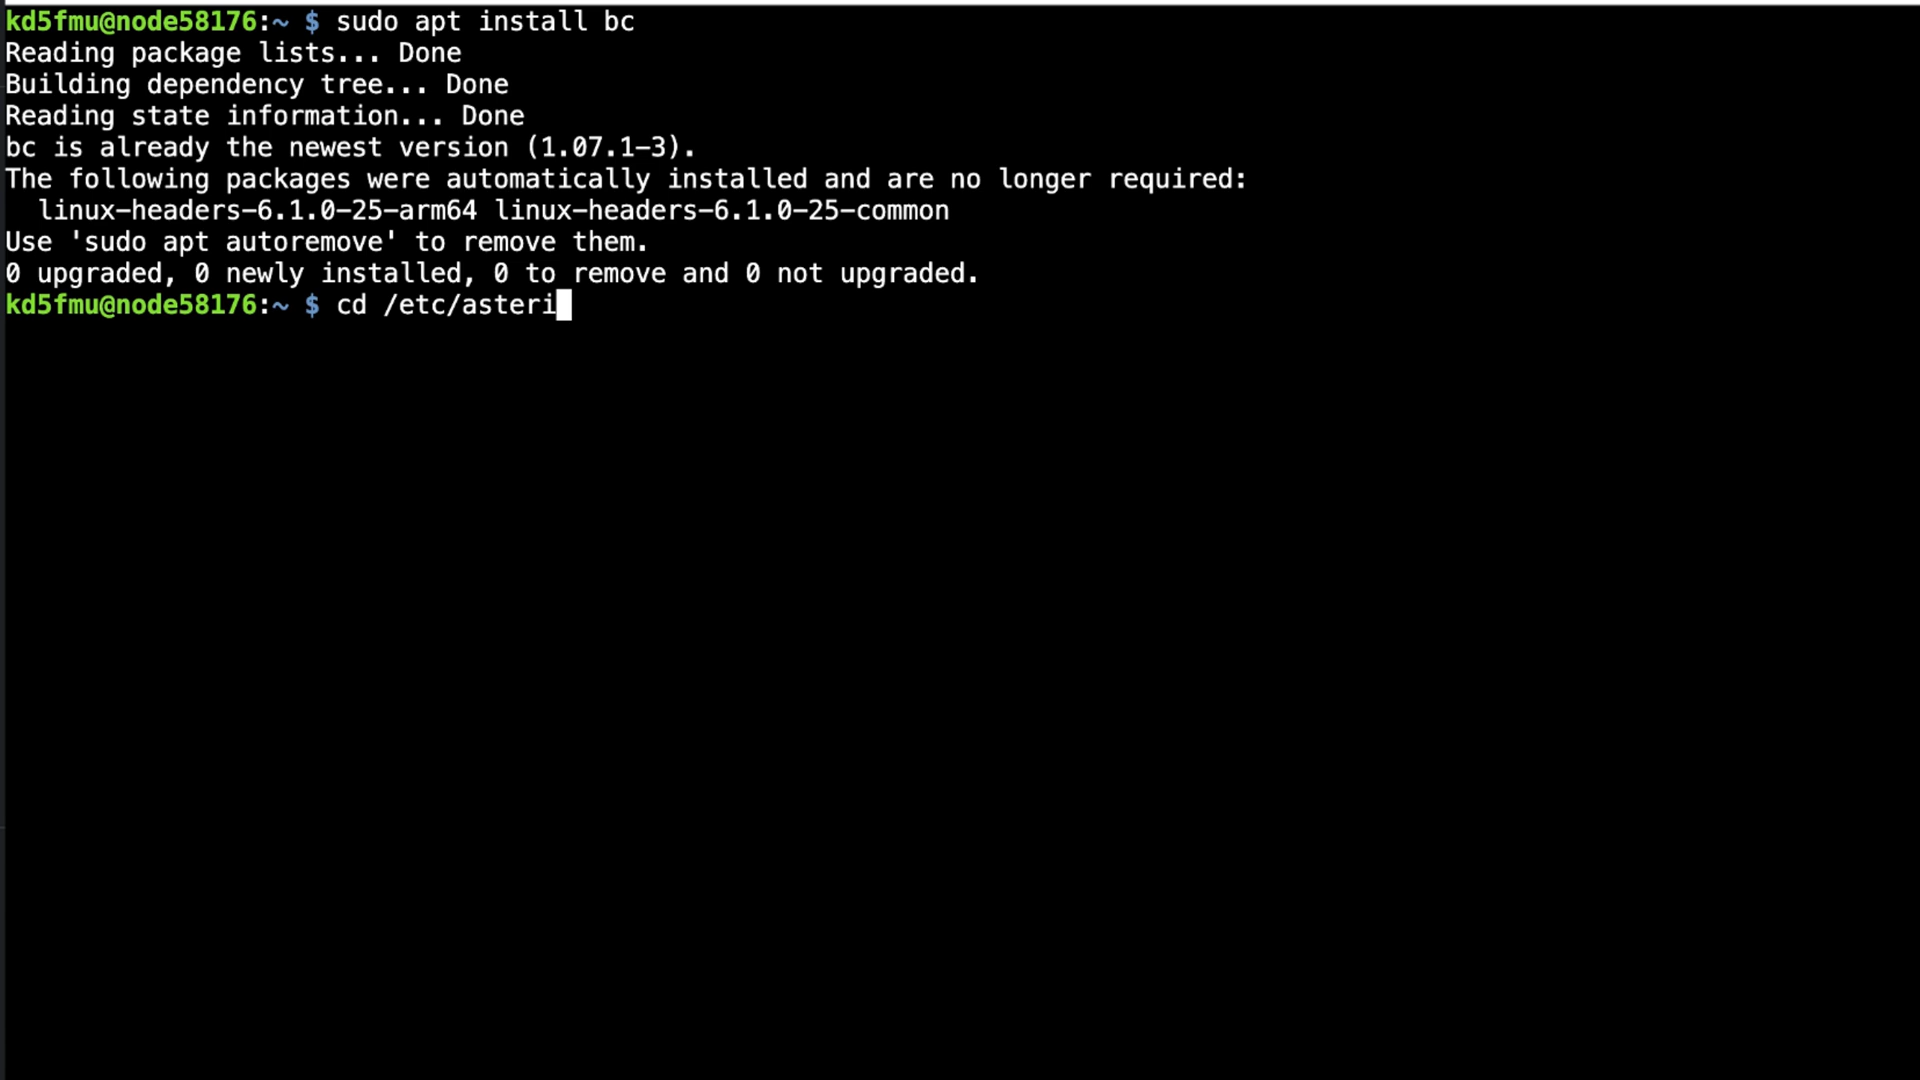 kd5fmu@node58176:~ $ sudo apt install bc
Reading package lists... Done
Building dependency tree... Done
Reading state information... Done
bc is already the newest version (1.07.1-3).
The following packages were automatically installed and are no longer required:
  linux-headers-6.1.0-25-arm64 linux-headers-6.1.0-25-common
Use 'sudo apt autoremove' to remove them.
0 upgraded, 0 newly installed, 0 to remove and 0 not upgraded.
kd5fmu@node58176:~ $ cd /etc/asteri